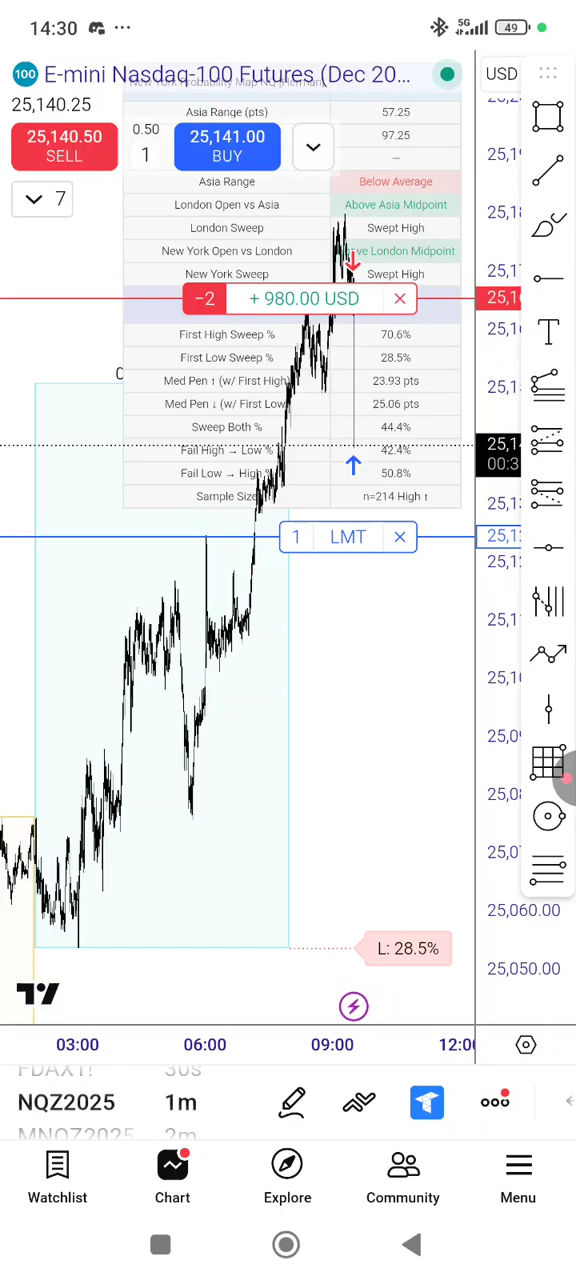 14:30
5G
49
100 E-mini Nasdaq-100 Futures (Dec 20...
USD
25,140.25
Asia Range (pts) 57.25
97.25
—
25,140.50
SELL
0.50
1
25,141.00
BUY
7
Asia Range Below Average
London Open vs Asia Above Asia Midpoint
London Sweep Swept High
New York Open vs London London Midpoint
New York Sweep Swept High
−2 + 980.00 USD
First High Sweep % 70.6%
First Low Sweep % 28.5%
Med Pen ↑ (w/ First High) 23.93 pts
Med Pen ↓ (w/ First Low) 25.06 pts
Sweep Both % 44.4%
Fail High → Low % 42.4%
Fail Low → High % 50.8%
Sample Size n=214 High ↑
1 LMT
L: 28.5%
25,060.00
25,050.00
03:00 06:00 09:00
NQZ2025 1m
MNQZ2025 2m
Watchlist Chart Explore Community Menu